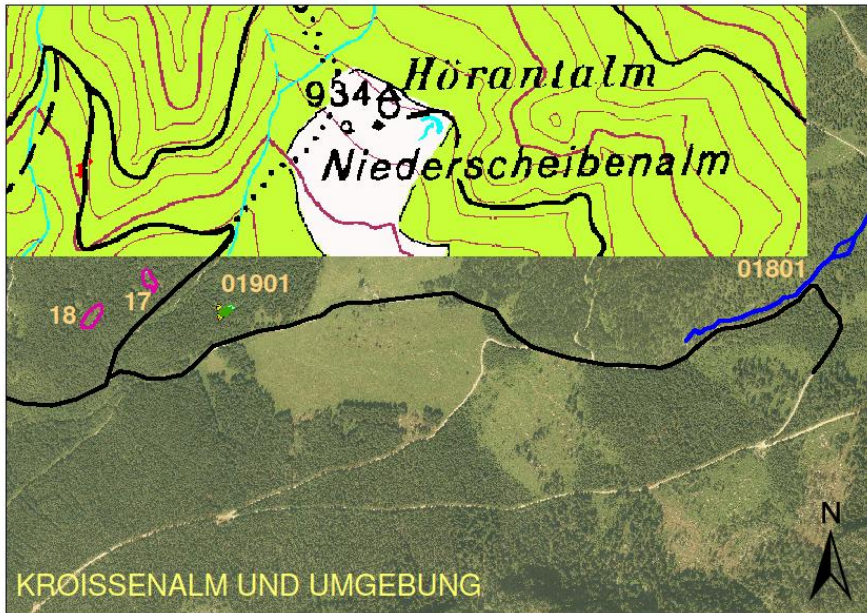 Hörantalm
934
Niederscheibenalm
01901
01801
17
18
N
KROISSENALM UND UMGEBUNG